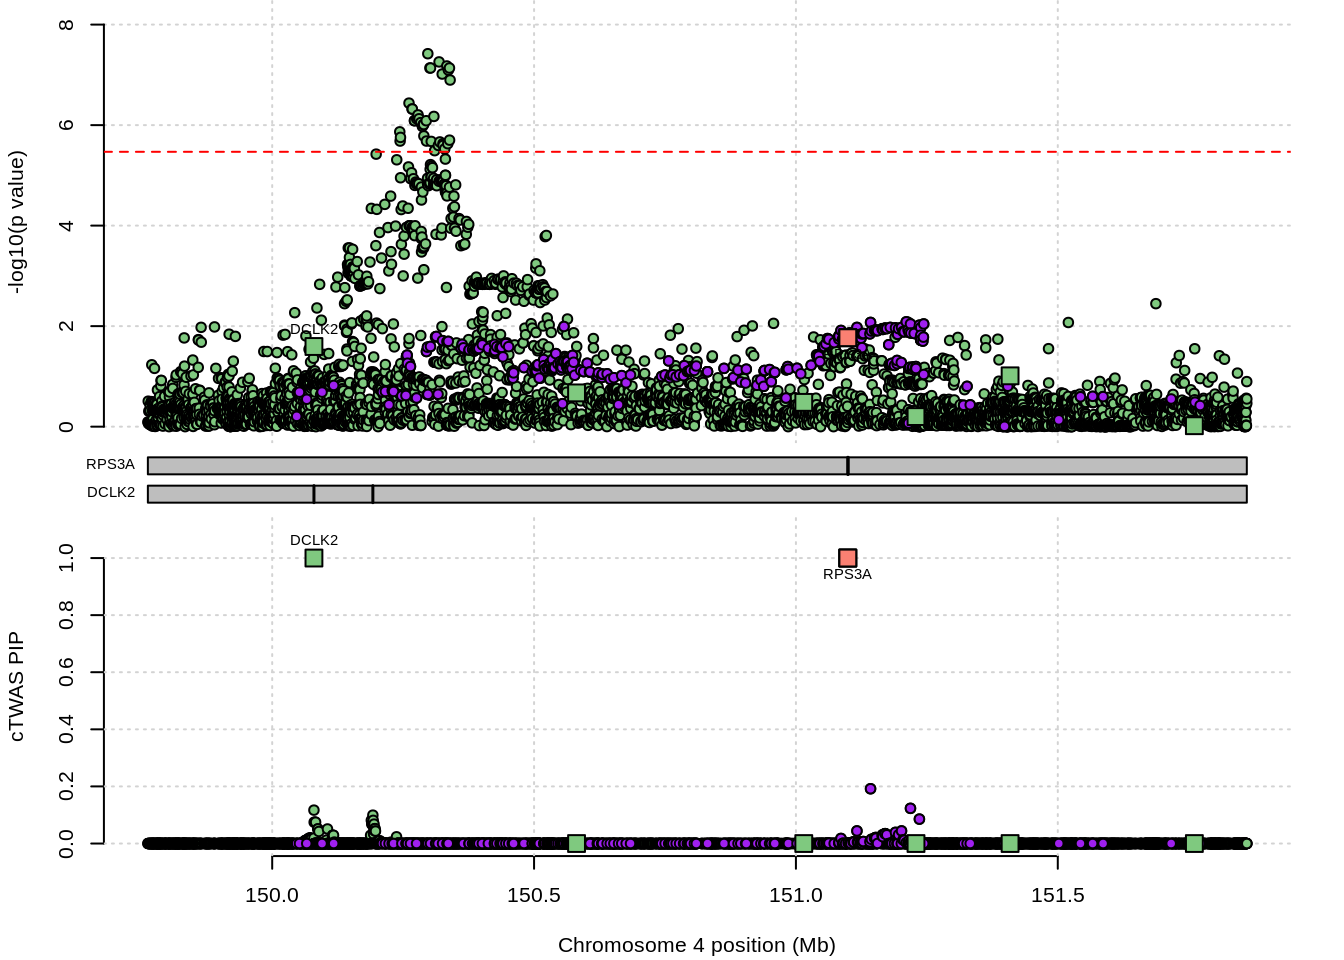 8
6
4
2
0
-log10(p value)
DCLK2
RPS3A
DCLK2
DCLK2
RPS3A
1.0
0.8
0.6
0.4
0.2
0.0
cTWAS PIP
150.0 150.5 151.0 151.5
Chromosome 4 position (Mb)